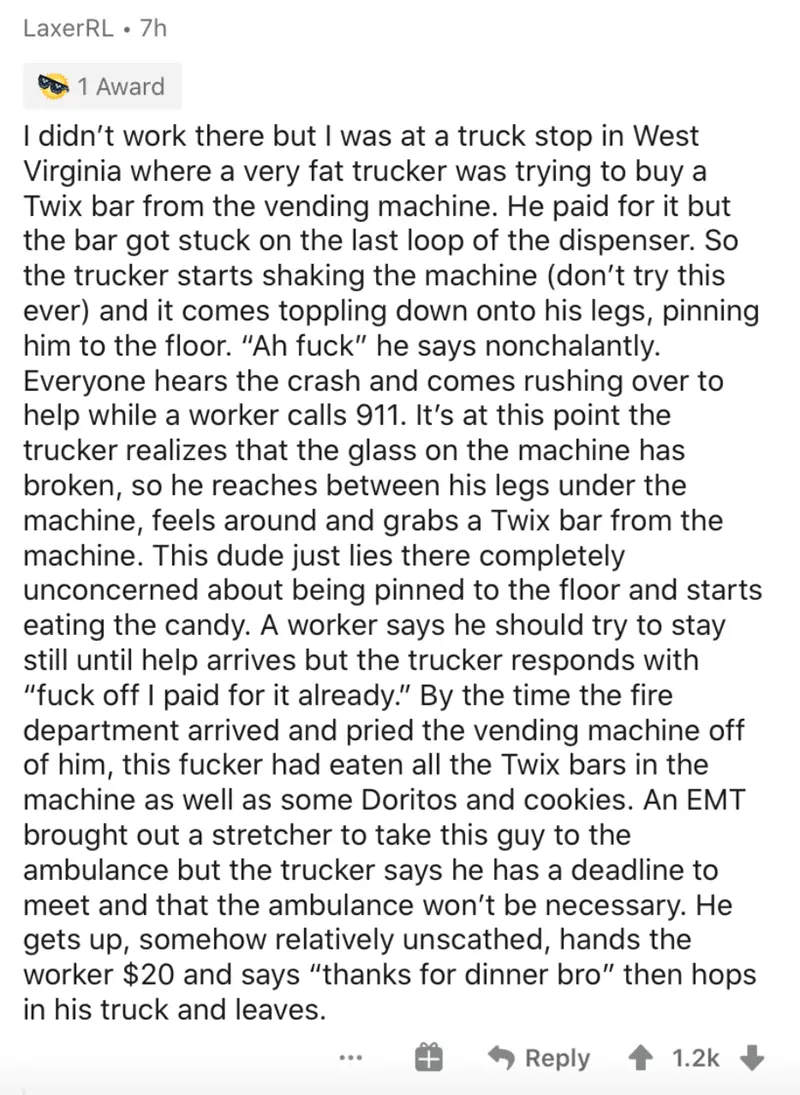 LaxerRL • 7h
1 Award
I didn’t work there but I was at a truck stop in West
Virginia where a very fat trucker was trying to buy a
Twix bar from the vending machine. He paid for it but
the bar got stuck on the last loop of the dispenser. So
the trucker starts shaking the machine (don’t try this
ever) and it comes toppling down onto his legs, pinning
him to the floor. “Ah fuck” he says nonchalantly.
Everyone hears the crash and comes rushing over to
help while a worker calls 911. It’s at this point the
trucker realizes that the glass on the machine has
broken, so he reaches between his legs under the
machine, feels around and grabs a Twix bar from the
machine. This dude just lies there completely
unconcerned about being pinned to the floor and starts
eating the candy. A worker says he should try to stay
still until help arrives but the trucker responds with
“fuck off I paid for it already.” By the time the fire
department arrived and pried the vending machine off
of him, this fucker had eaten all the Twix bars in the
machine as well as some Doritos and cookies. An EMT
brought out a stretcher to take this guy to the
ambulance but the trucker says he has a deadline to
meet and that the ambulance won’t be necessary. He
gets up, somehow relatively unscathed, hands the
worker $20 and says “thanks for dinner bro” then hops
in his truck and leaves.
Reply 1.2k